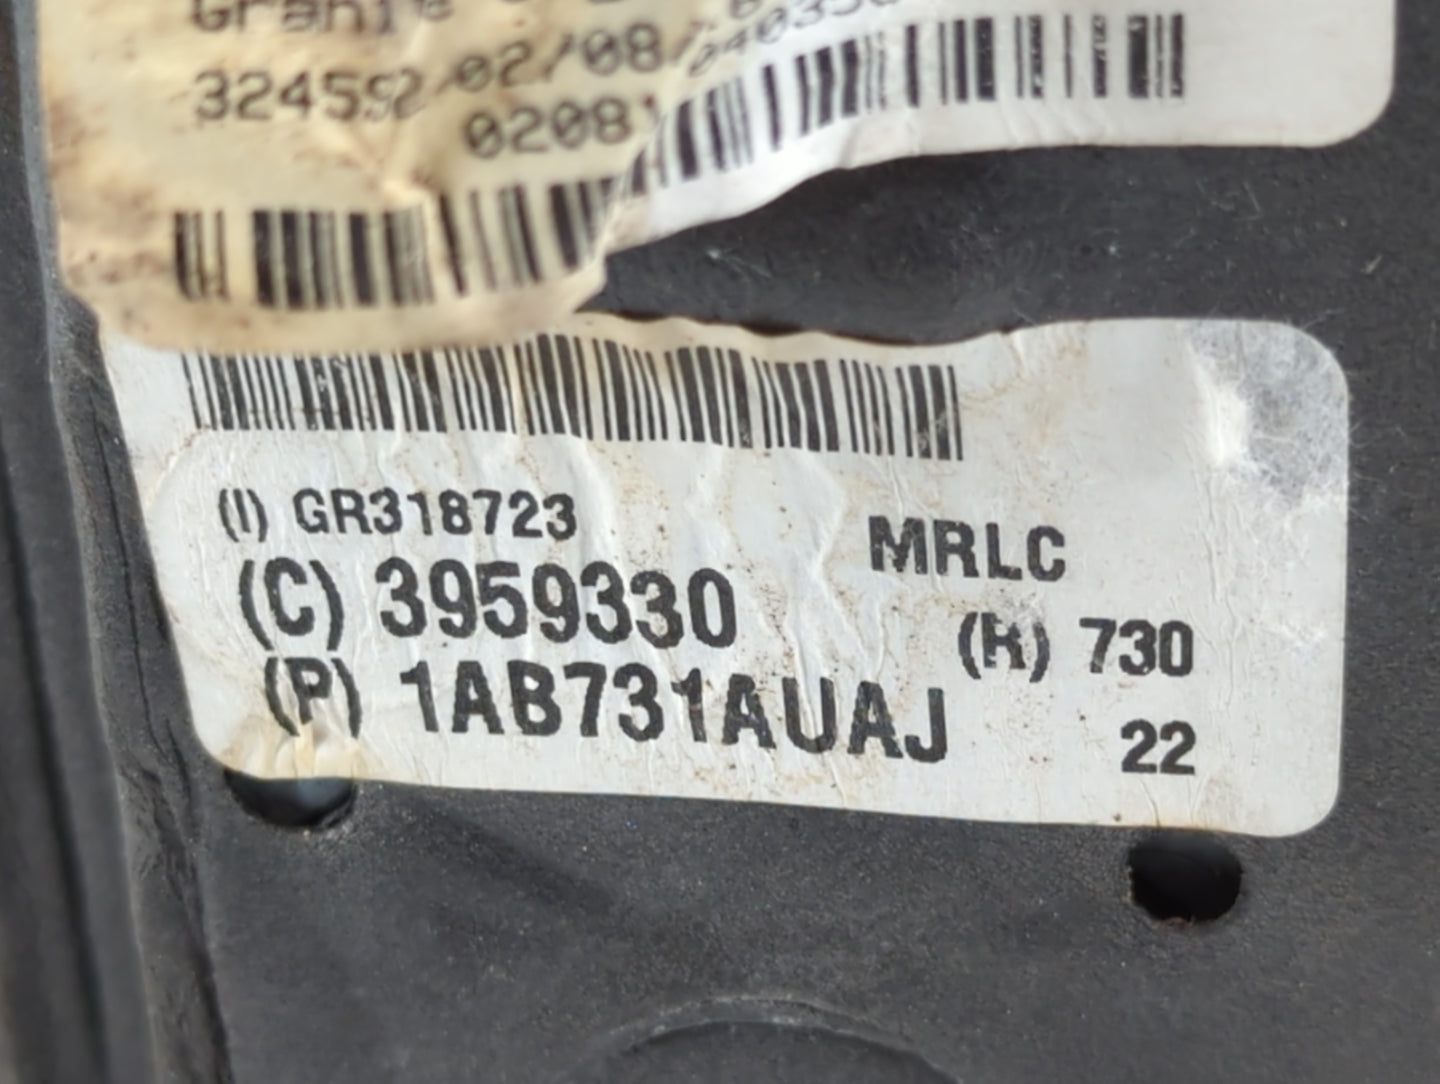 324592/02/08/
0208
(I) GR318723
MRLC
(C) 3959330
(R) 730
(P) 1AB731AUAJ
22